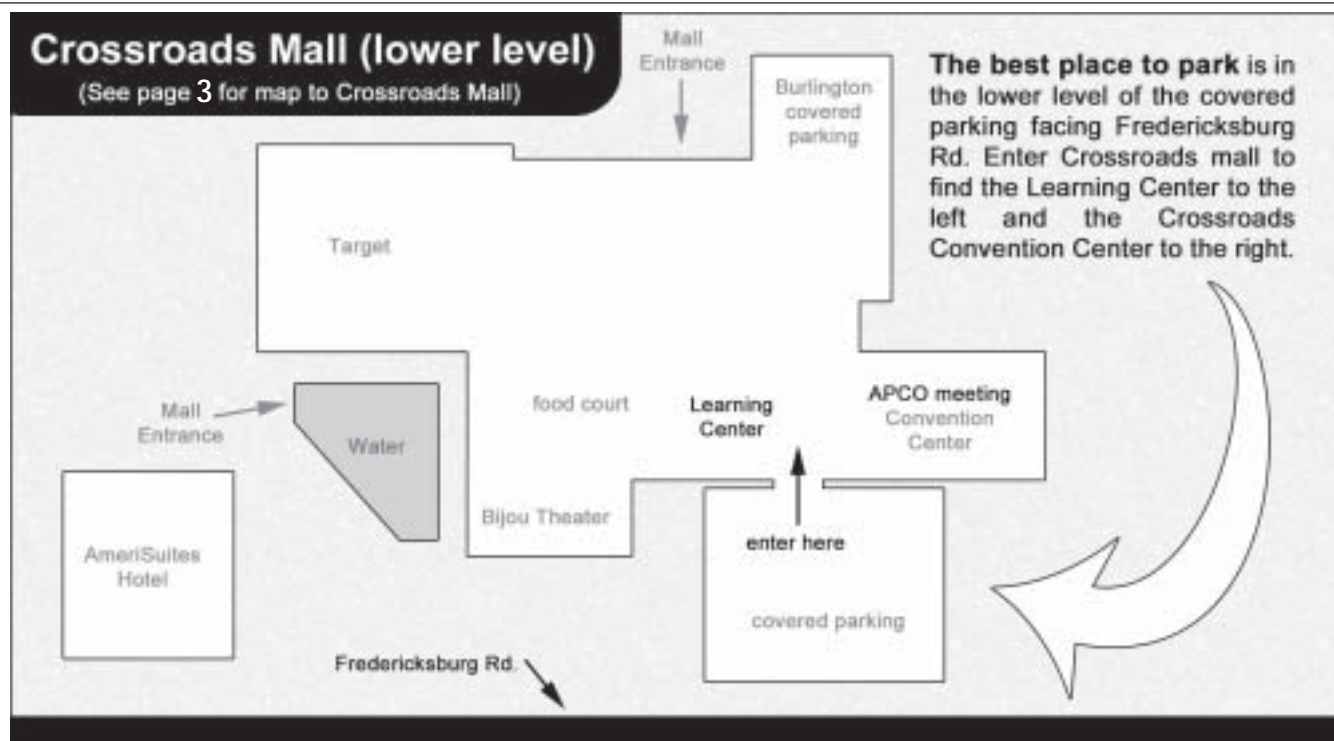 Crossroads Mall (lower level)
(See page 3 for map to Crossroads Mall)
Mall
Entrance
Burlington
covered
parking
The best place to park is in
the lower level of the covered
parking facing Fredericksburg
Rd. Enter Crossroads mall to
find the Learning Center to the
left and the Crossroads
Convention Center to the right.
Target
Mall
Entrance
Water
food court
Learning
Center
APCO meeting
Convention
Center
Bijou Theater
enter here
AmeriSuites
Hotel
covered parking
Fredericksburg Rd.